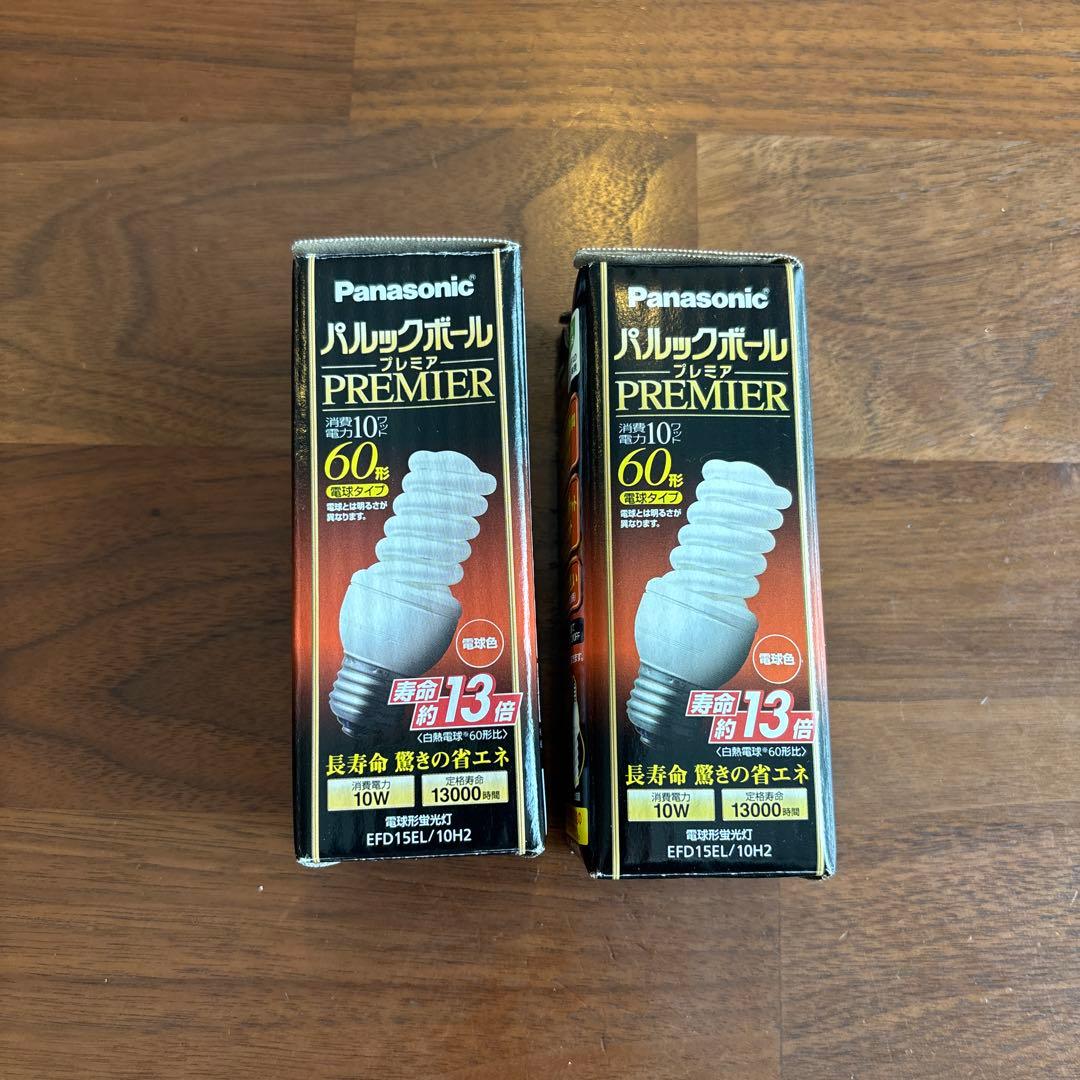 Panasonic®
パルックボール
プレミア
PREMIER
消費
電力10ワット
60形
電球タイプ
電球とは明るさが
異なります。
電球色
寿命
約13倍
〈白熱電球※60形比〉
長寿命 驚きの省エネ
消費電力
10W
定格寿命
13000時間
電球形蛍光灯
EFD15EL/10H2
Panasonic®
パルックボール
プレミア
PREMIER
消費
電力10ワット
60形
電球タイプ
電球とは明るさが
異なります。
電球色
寿命
約13倍
〈白熱電球※60形比〉
長寿命 驚きの省エネ
消費電力
10W
定格寿命
13000時間
電球形蛍光灯
EFD15EL/10H2